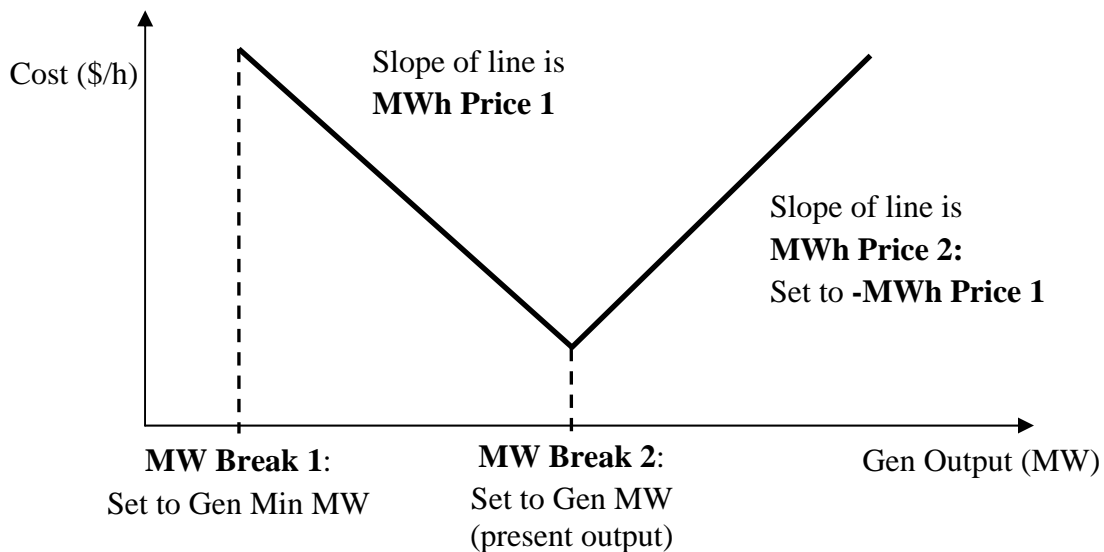 Cost ($/h)
Slope of line is
MWh Price 1
Slope of line is
MWh Price 2:
Set to -MWh Price 1
MW Break 1:
Set to Gen Min MW
MW Break 2:
Set to Gen MW
(present output)
Gen Output (MW)